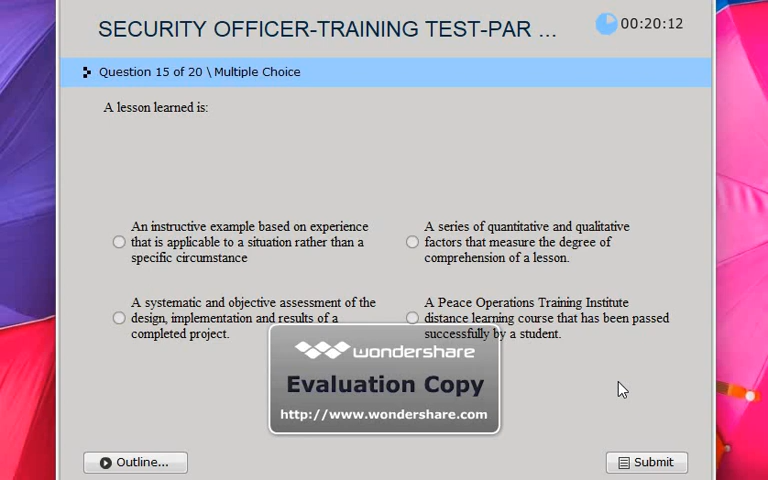 SECURITY OFFICER-TRAINING TEST-PAR ...
00:20:12
Question 15 of 20 \ Multiple Choice
A lesson learned is:
An instructive example based on experience
that is applicable to a situation rather than a
specific circumstance
A series of quantitative and qualitative
factors that measure the degree of
comprehension of a lesson.
A systematic and objective assessment of the
design, implementation and results of a
completed project.
A Peace Operations Training Institute
distance learning course that has been passed
successfully by a student.
wondershare
Evaluation Copy
http://www.wondershare.com
Outline...
Submit